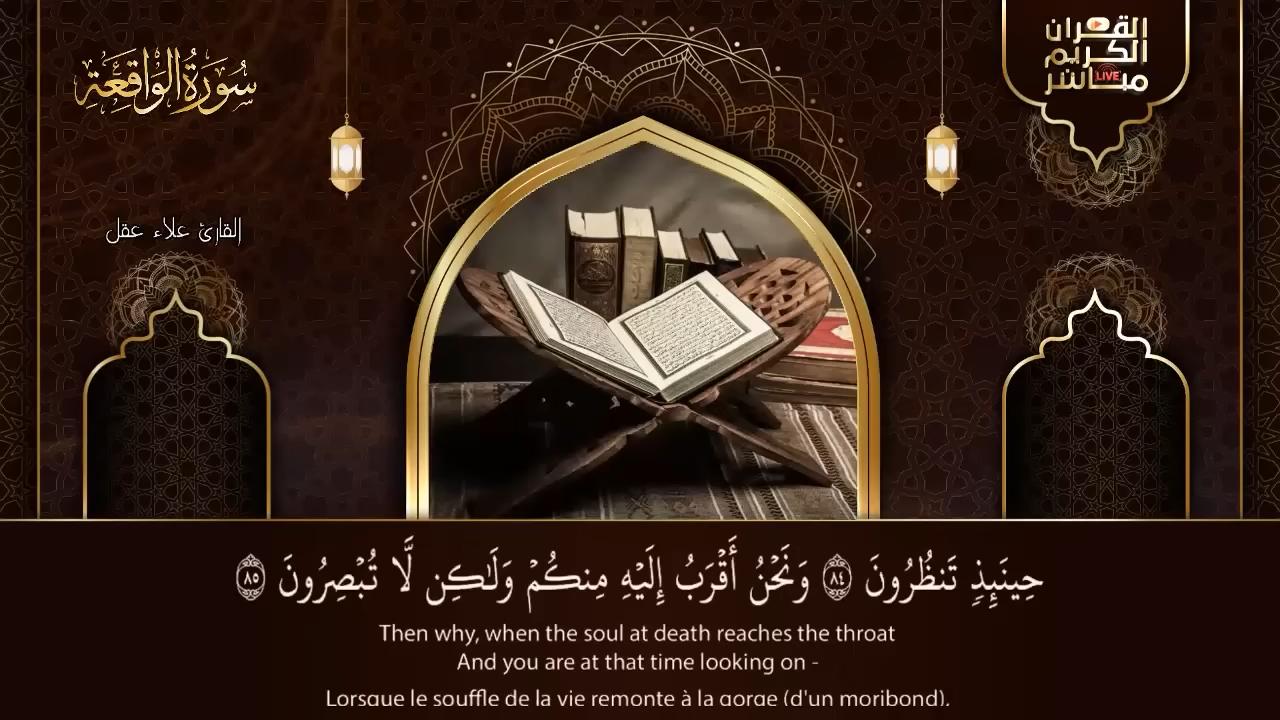 سُورَةُ الوَاقِعَة
القرآن
الكريم
مباشر
LIVE
القارئ علاء عقل
حِينَئِذٍ تَنظُرُونَ ٨٤ وَنَحْنُ أَقْرَبُ إِلَيْهِ مِنكُمْ وَلَٰكِن لَّا تُبْصِرُونَ ٨٥
Then why, when the soul at death reaches the throat
And you are at that time looking on -
Lorsque le souffle de la vie remonte à la gorge (d'un moribond).